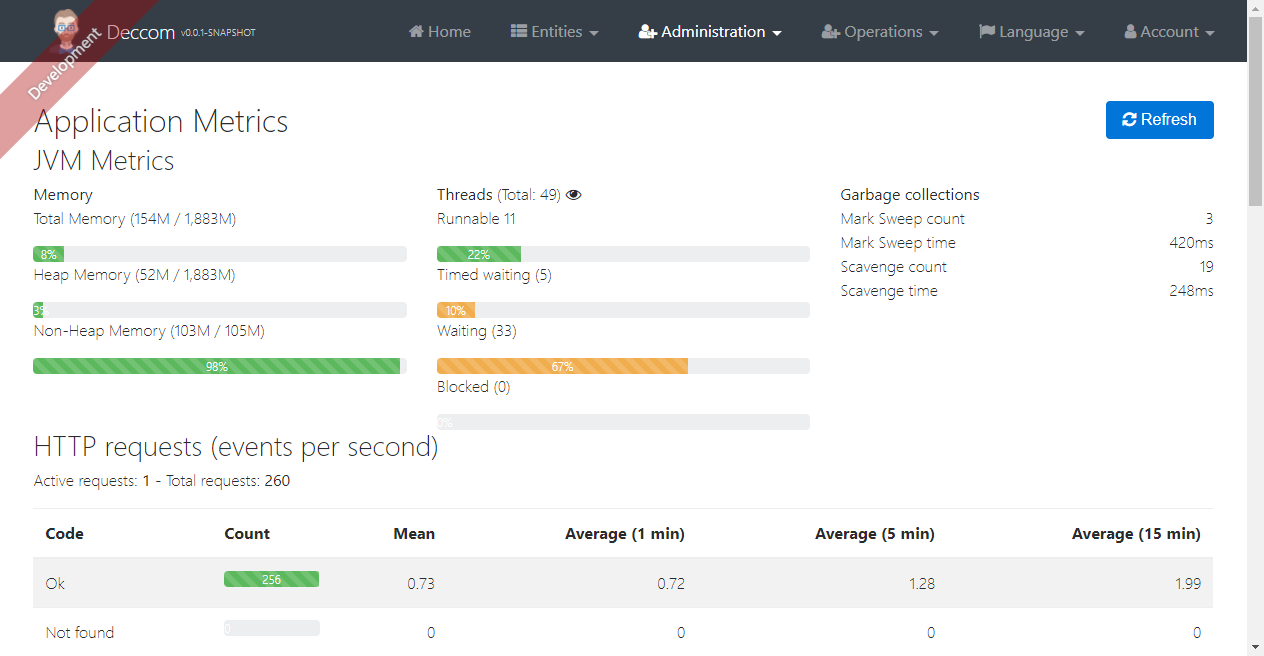 Development
Deccom v0.0.1-SNAPSHOT Home Entities Administration Operations Language Account
Application Metrics Refresh
JVM Metrics
Memory
Total Memory (154M / 1,883M)
8%
Heap Memory (52M / 1,883M)
3%
Non-Heap Memory (103M / 105M)
98%
Threads (Total: 49)
Runnable 11
22%
Timed waiting (5)
10%
Waiting (33)
67%
Blocked (0)
0%
Garbage collections
Mark Sweep count 3
Mark Sweep time 420ms
Scavenge count 19
Scavenge time 248ms
HTTP requests (events per second)
Active requests: 1 - Total requests: 260
Code Count Mean Average (1 min) Average (5 min) Average (15 min)
Ok 256 0.73 0.72 1.28 1.99
Not found 0 0 0 0 0